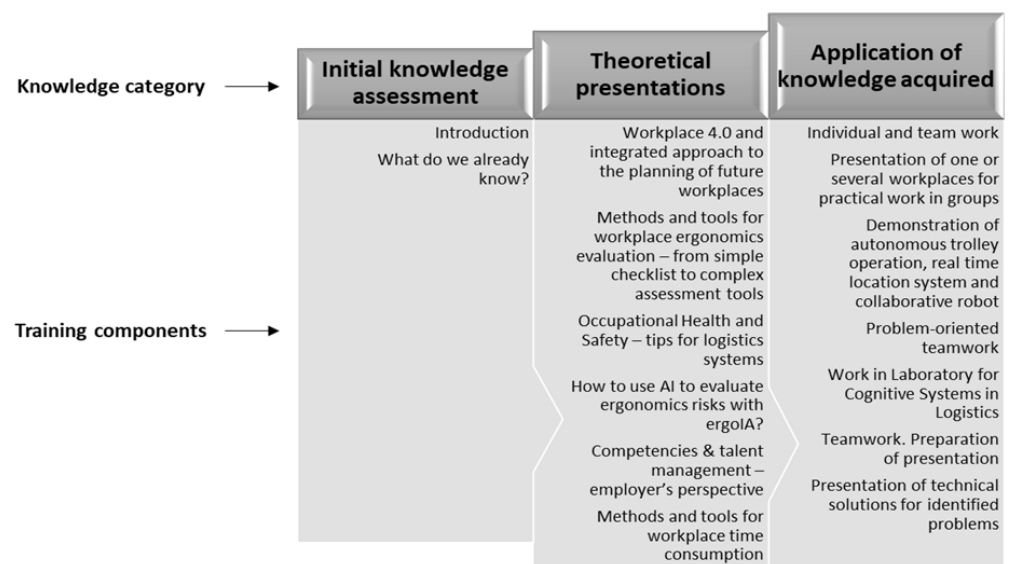 Knowledge category
Initial knowledge
assessment
Theoretical
presentations
Application of
knowledge acquired
Training components
Introduction
What do we already
know?
Workplace 4.0 and
integrated approach to
the planning of future
workplaces
Methods and tools for
workplace ergonomics
evaluation – from simple
checklist to complex
assessment tools
Occupational Health and
Safety – tips for logistics
systems
How to use AI to evaluate
ergonomics risks with
ergoIA?
Competencies & talent
management –
employer's perspective
Methods and tools for
workplace time
consumption
Individual and team work
Presentation of one or
several workplaces for
practical work in groups
Demonstration of
autonomous trolley
operation, real time
location system and
collaborative robot
Problem-oriented
teamwork
Work in Laboratory for
Cognitive Systems in
Logistics
Teamwork. Preparation
of presentation
Presentation of technical
solutions for identified
problems